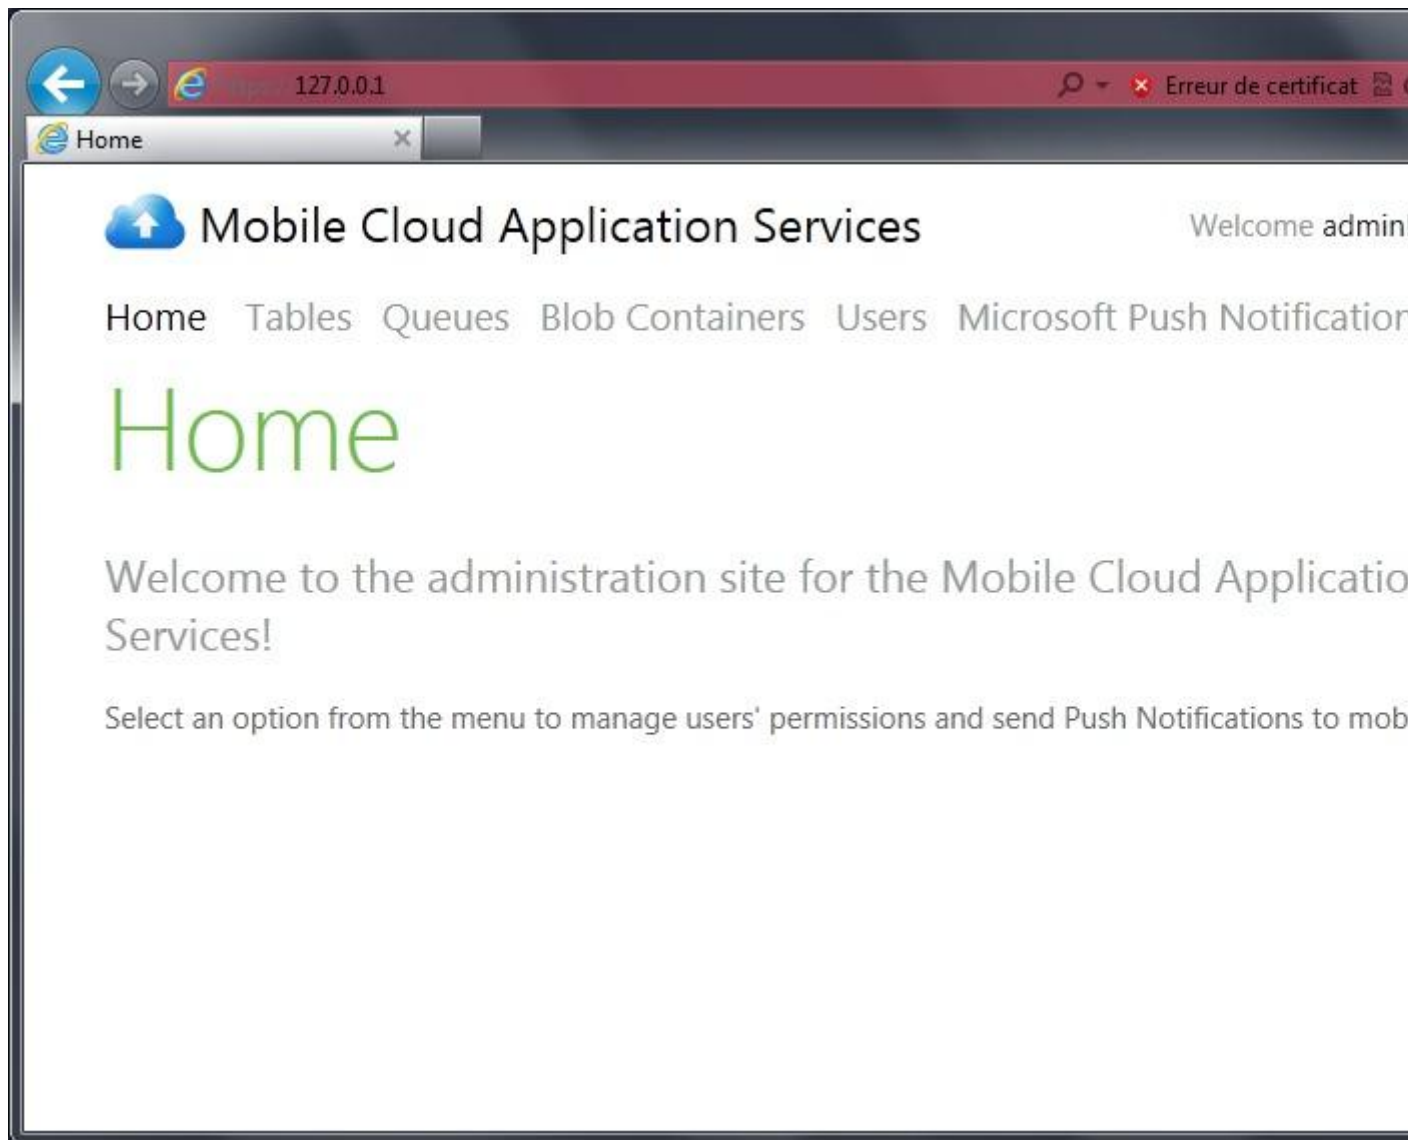 127.0.0.1
Erreur de certificat
Home
Mobile Cloud Application Services
Welcome admin
Home Tables Queues Blob Containers Users Microsoft Push Notification
Home
Welcome to the administration site for the Mobile Cloud Applicatio
Services!
Select an option from the menu to manage users' permissions and send Push Notifications to mob